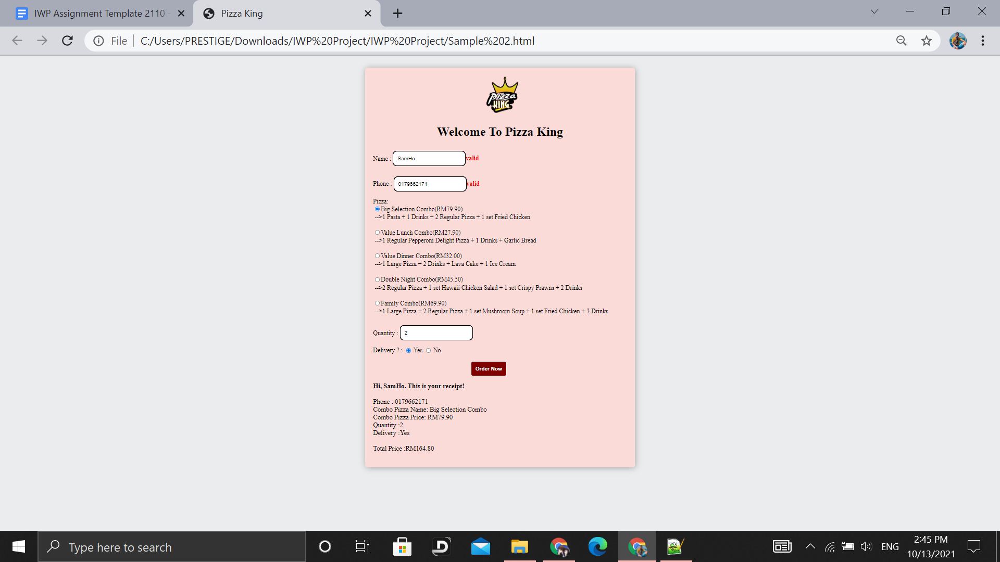 IWP Assignment Template 2110 -
Pizza King
File
C:/Users/PRESTIGE/Downloads/IWP%20Project/IWP%20Project/Sample%202.html
Pizza
KING
Welcome To Pizza King
Name : SamHo valid
Phone : 0179662171 valid
Pizza:
Big Selection Combo(RM79.90)
-->1 Pasta + 1 Drinks + 2 Regular Pizza + 1 set Fried Chicken
Value Lunch Combo(RM27.90)
-->1 Regular Pepperoni Delight Pizza + 1 Drinks + Garlic Bread
Value Dinner Combo(RM32.00)
-->1 Large Pizza + 2 Drinks + Lava Cake + 1 Ice Cream
Double Night Combo(RM45.50)
-->2 Regular Pizza + 1 set Hawaii Chicken Salad + 1 set Crispy Prawns + 2 Drinks
Family Combo(RM69.90)
-->1 Large Pizza + 2 Regular Pizza + 1 set Mushroom Soup + 1 set Fried Chicken + 3 Drinks
Quantity : 2
Delivery ? : Yes No
Order Now
Hi, SamHo. This is your receipt!
Phone : 0179662171
Combo Pizza Name: Big Selection Combo
Combo Pizza Price: RM79.90
Quantity :2
Delivery :Yes
Total Price :RM164.80
Type here to search
D
ENG
2:45 PM
10/13/2021